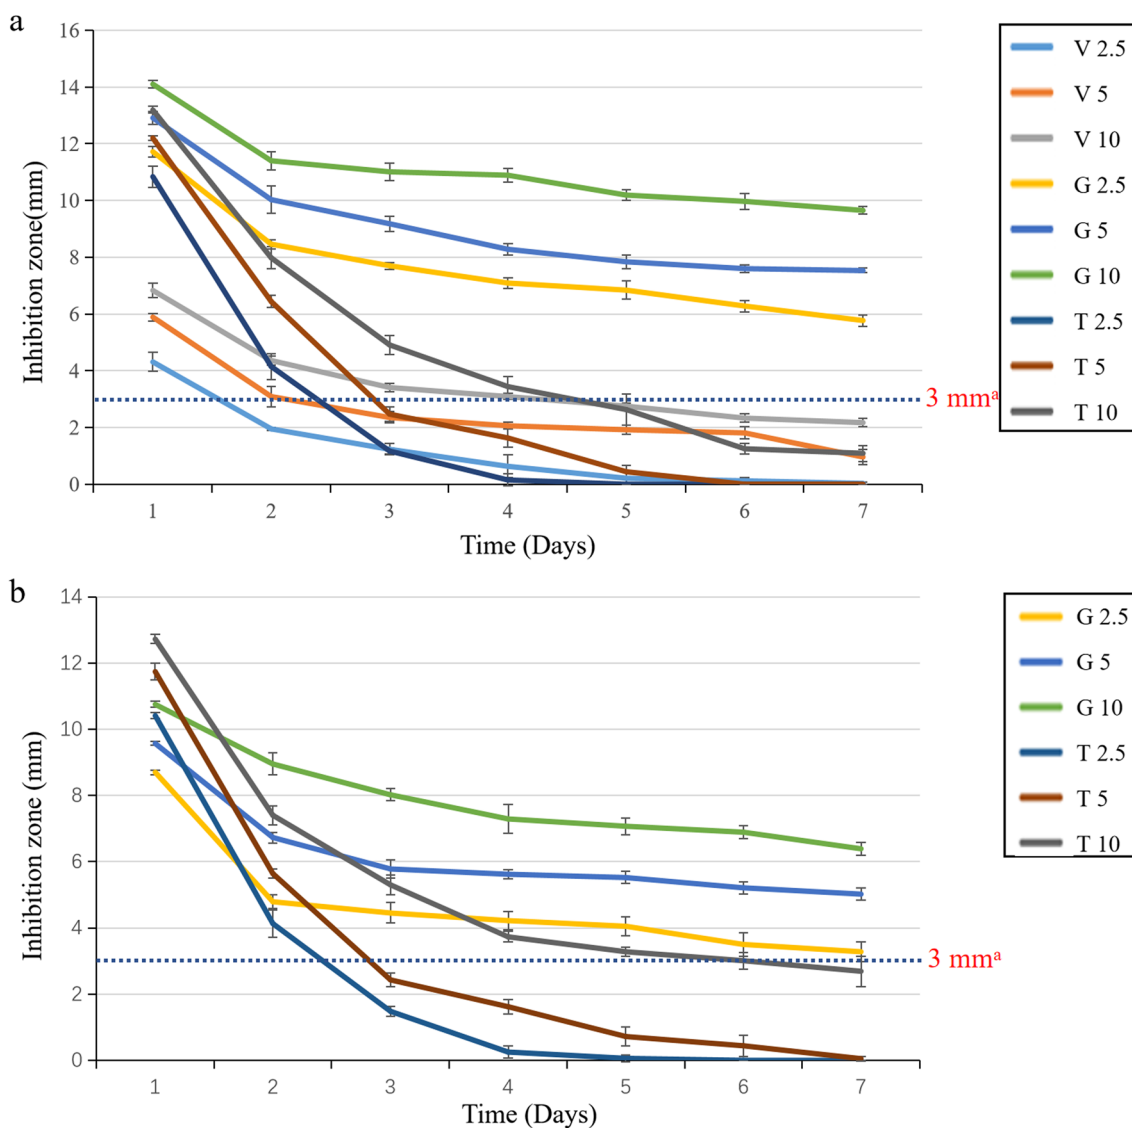 a
16
14
12
10
8
6
4
2
0
Inhibition zone(mm)
1 2 3 4 5 6 7
Time (Days)
3 mmᵃ
V 2.5
V 5
V 10
G 2.5
G 5
G 10
T 2.5
T 5
T 10
b
14
12
10
8
6
4
2
0
Inhibition zone (mm)
1 2 3 4 5 6 7
Time (Days)
3 mmᵃ
G 2.5
G 5
G 10
T 2.5
T 5
T 10